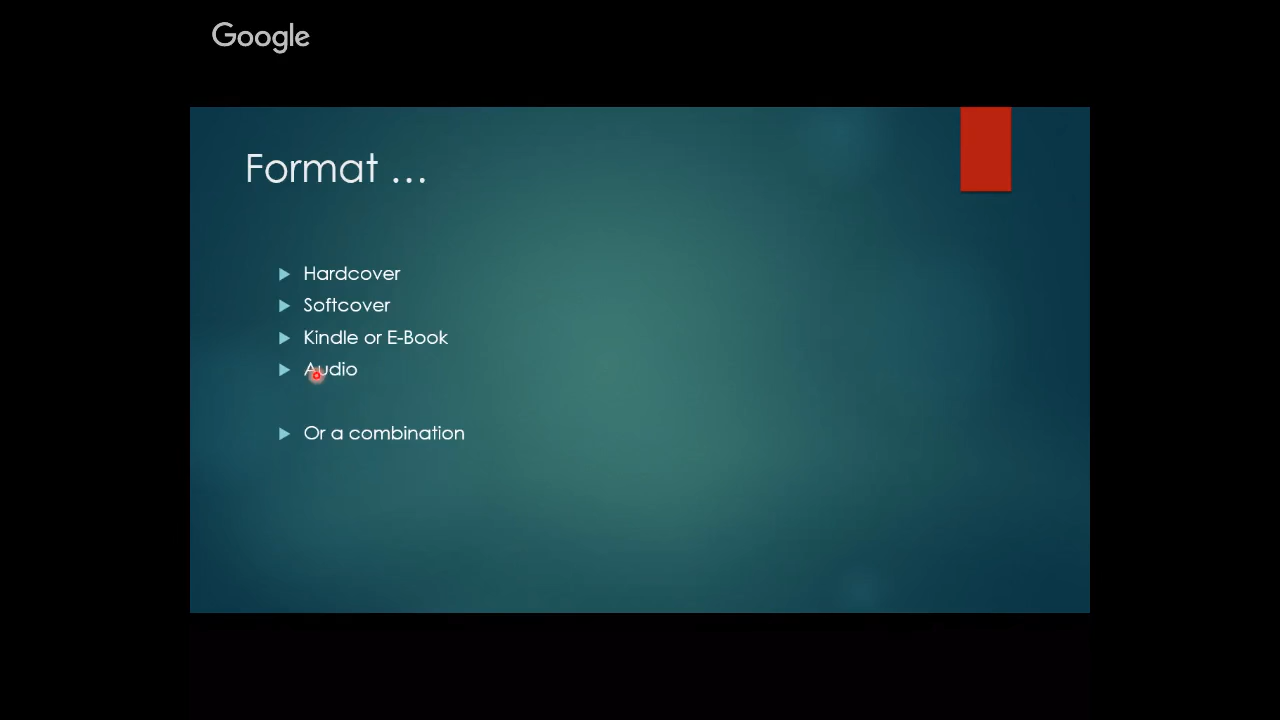 Google
Format ...
Hardcover
Softcover
Kindle or E-Book
Audio
Or a combination